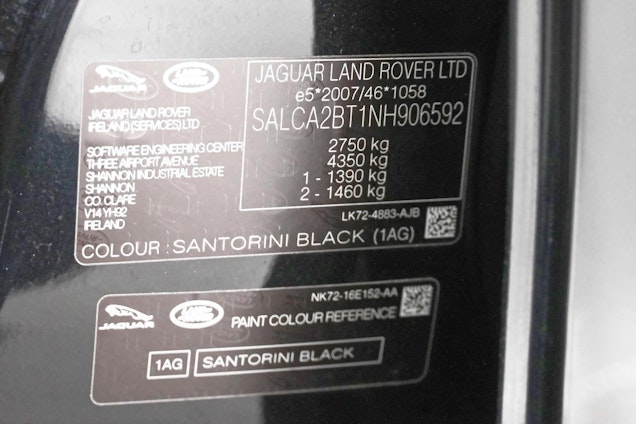 JAGUAR
LAND ROVER
JAGUAR LAND ROVER LTD
e5*2007/46*1058
SALCA2BT1NH906592
JAGUAR LAND ROVER
IRELAND (SERVICES) LTD
SOFTWARE ENGINEERING CENTER
THREE AIRPORT AVENUE
SHANNON INDUSTRIAL ESTATE
SHANNON
CO. CLARE
V14 YH92
IRELAND
2750 kg
4350 kg
1 - 1390 kg
2 - 1460 kg
LK72-4883-AJB
COLOUR : SANTORINI BLACK (1AG)
JAGUAR
LAND ROVER
NK72-16E152-AA
PAINT COLOUR REFERENCE
1AG SANTORINI BLACK